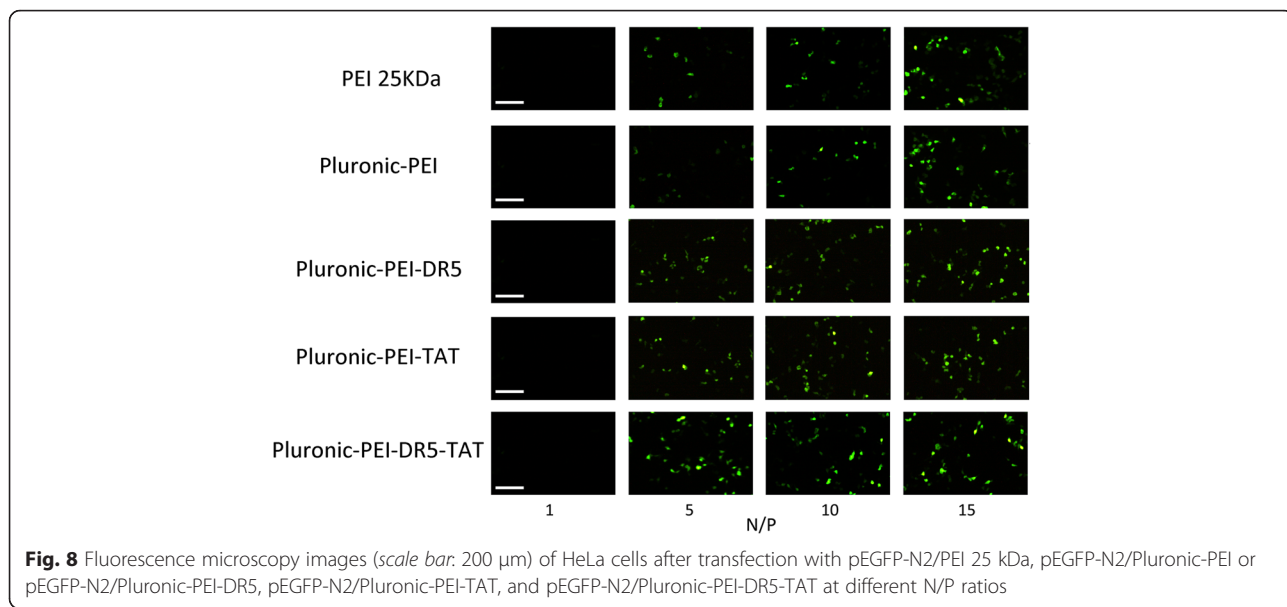 PEI 25KDa
Pluronic-PEI
Pluronic-PEI-DR5
Pluronic-PEI-TAT
Pluronic-PEI-DR5-TAT
1 5 10 15
N/P
Fig. 8 Fluorescence microscopy images (scale bar: 200 μm) of HeLa cells after transfection with pEGFP-N2/PEI 25 kDa, pEGFP-N2/Pluronic-PEI or
pEGFP-N2/Pluronic-PEI-DR5, pEGFP-N2/Pluronic-PEI-TAT, and pEGFP-N2/Pluronic-PEI-DR5-TAT at different N/P ratios